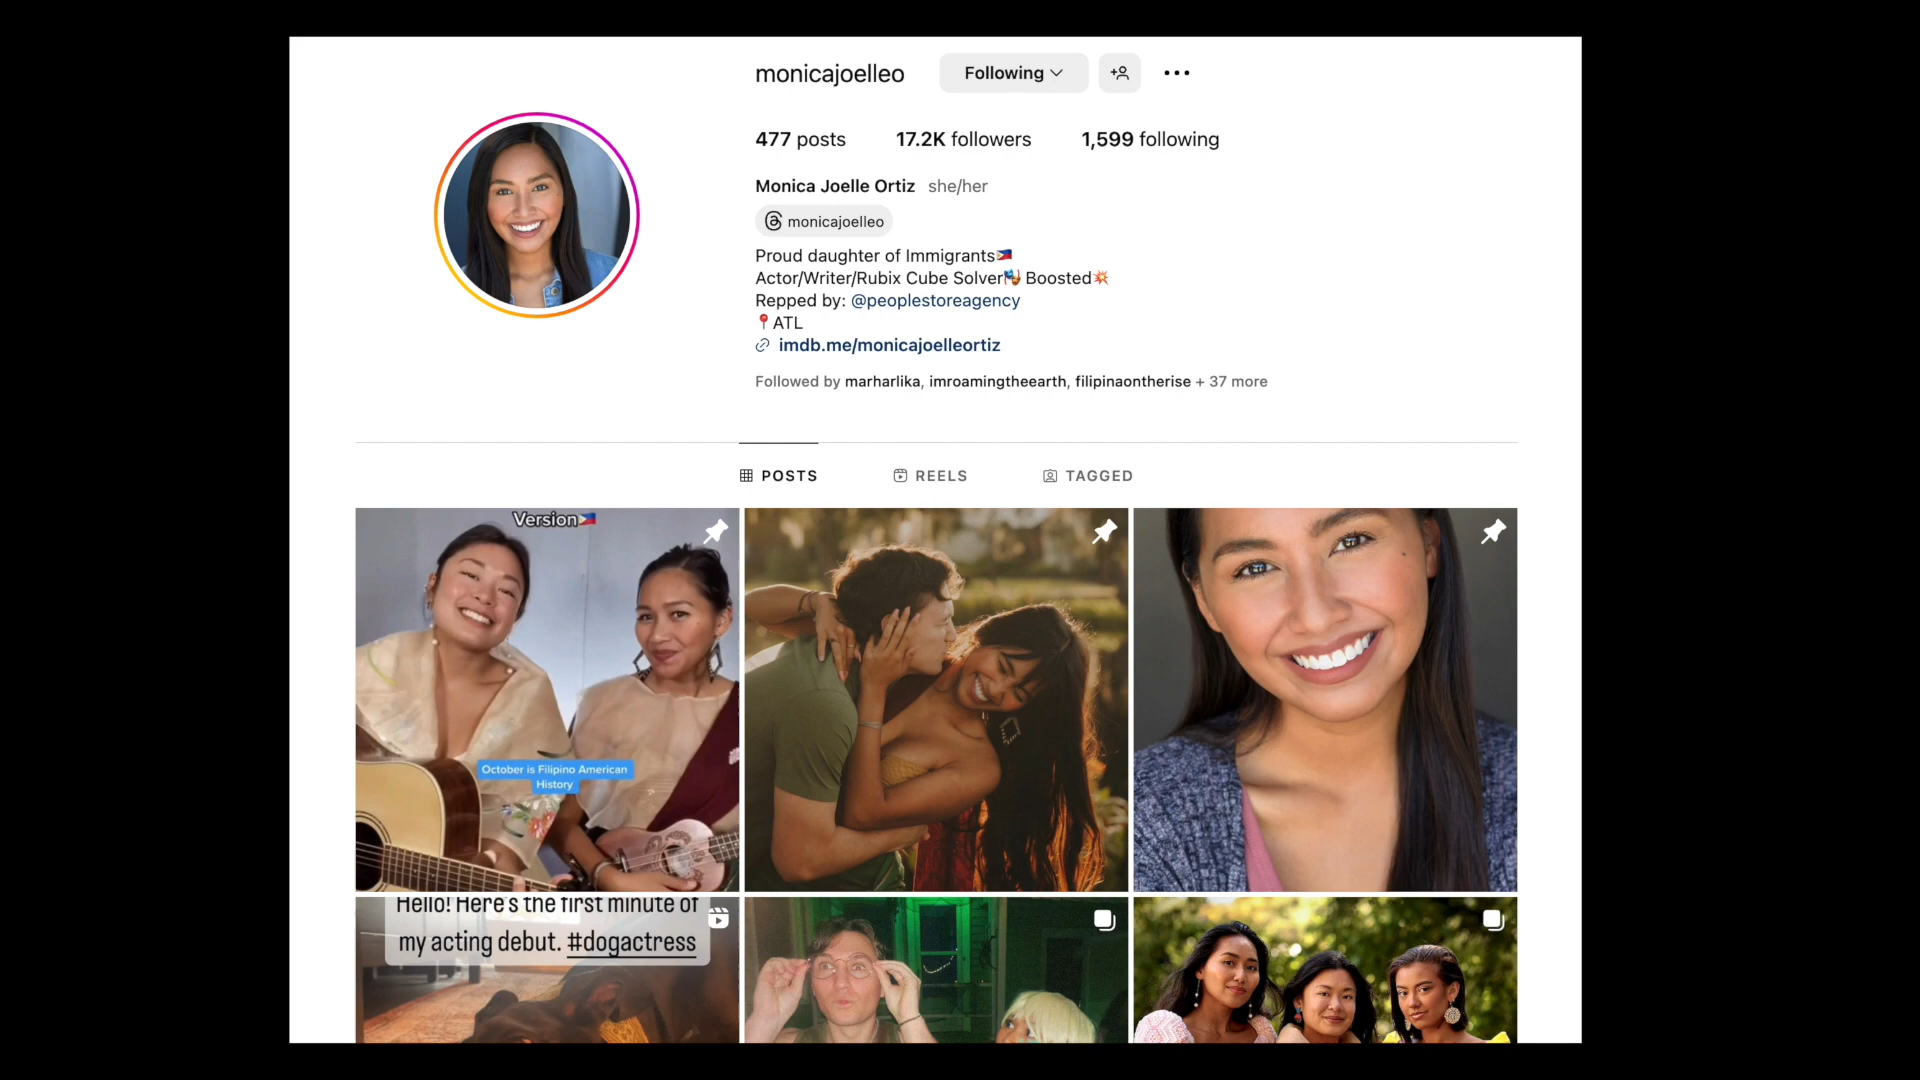 monicajoelleo Following
477 posts 17.2K followers 1,599 following
Monica Joelle Ortiz she/her
monicajoelleo
Proud daughter of Immigrants🇵🇭
Actor/Writer/Rubix Cube Solver🎭 Boosted💥
Repped by: @peoplestoreagency
📍ATL
imdb.me/monicajoelleortiz
Followed by marharlika, imroamingtheearth, filipinaontherise + 37 more
POSTS REELS TAGGED
Version🇵🇭
October is Filipino American
History
Hello! Here's the first minute of
my acting debut. #dogactress